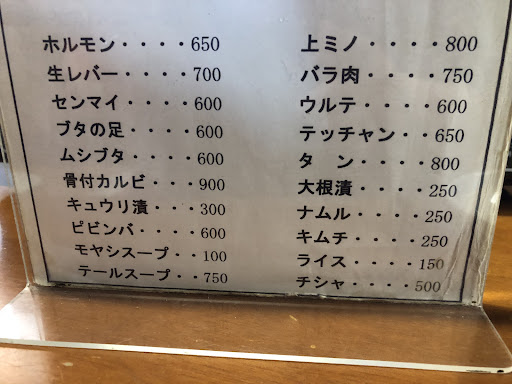 ホルモン・・・・650
生レバー・・・・700
センマイ・・・・600
ブタの足・・・・600
ムシブタ・・・・600
骨付カルビ・・・900
キュウリ漬・・・300
ピビンバ・・・・600
モヤシスープ・・100
テールスープ・・750
上ミノ・・・・800
バラ肉・・・・750
ウルテ・・・・600
テッチャン・・650
タ　ン・・・・800
大根漬・・・・250
ナムル・・・・250
キムチ・・・・250
ライス・・・・150
チシャ・・・・500